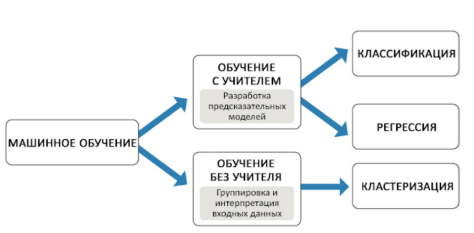 МАШИННОЕ ОБУЧЕНИЕ
ОБУЧЕНИЕ
С УЧИТЕЛЕМ
Разработка
предсказательных
моделей
ОБУЧЕНИЕ
БЕЗ УЧИТЕЛЯ
Группировка и
интерпретация
входных данных
КЛАССИФИКАЦИЯ
РЕГРЕССИЯ
КЛАСТЕРИЗАЦИЯ